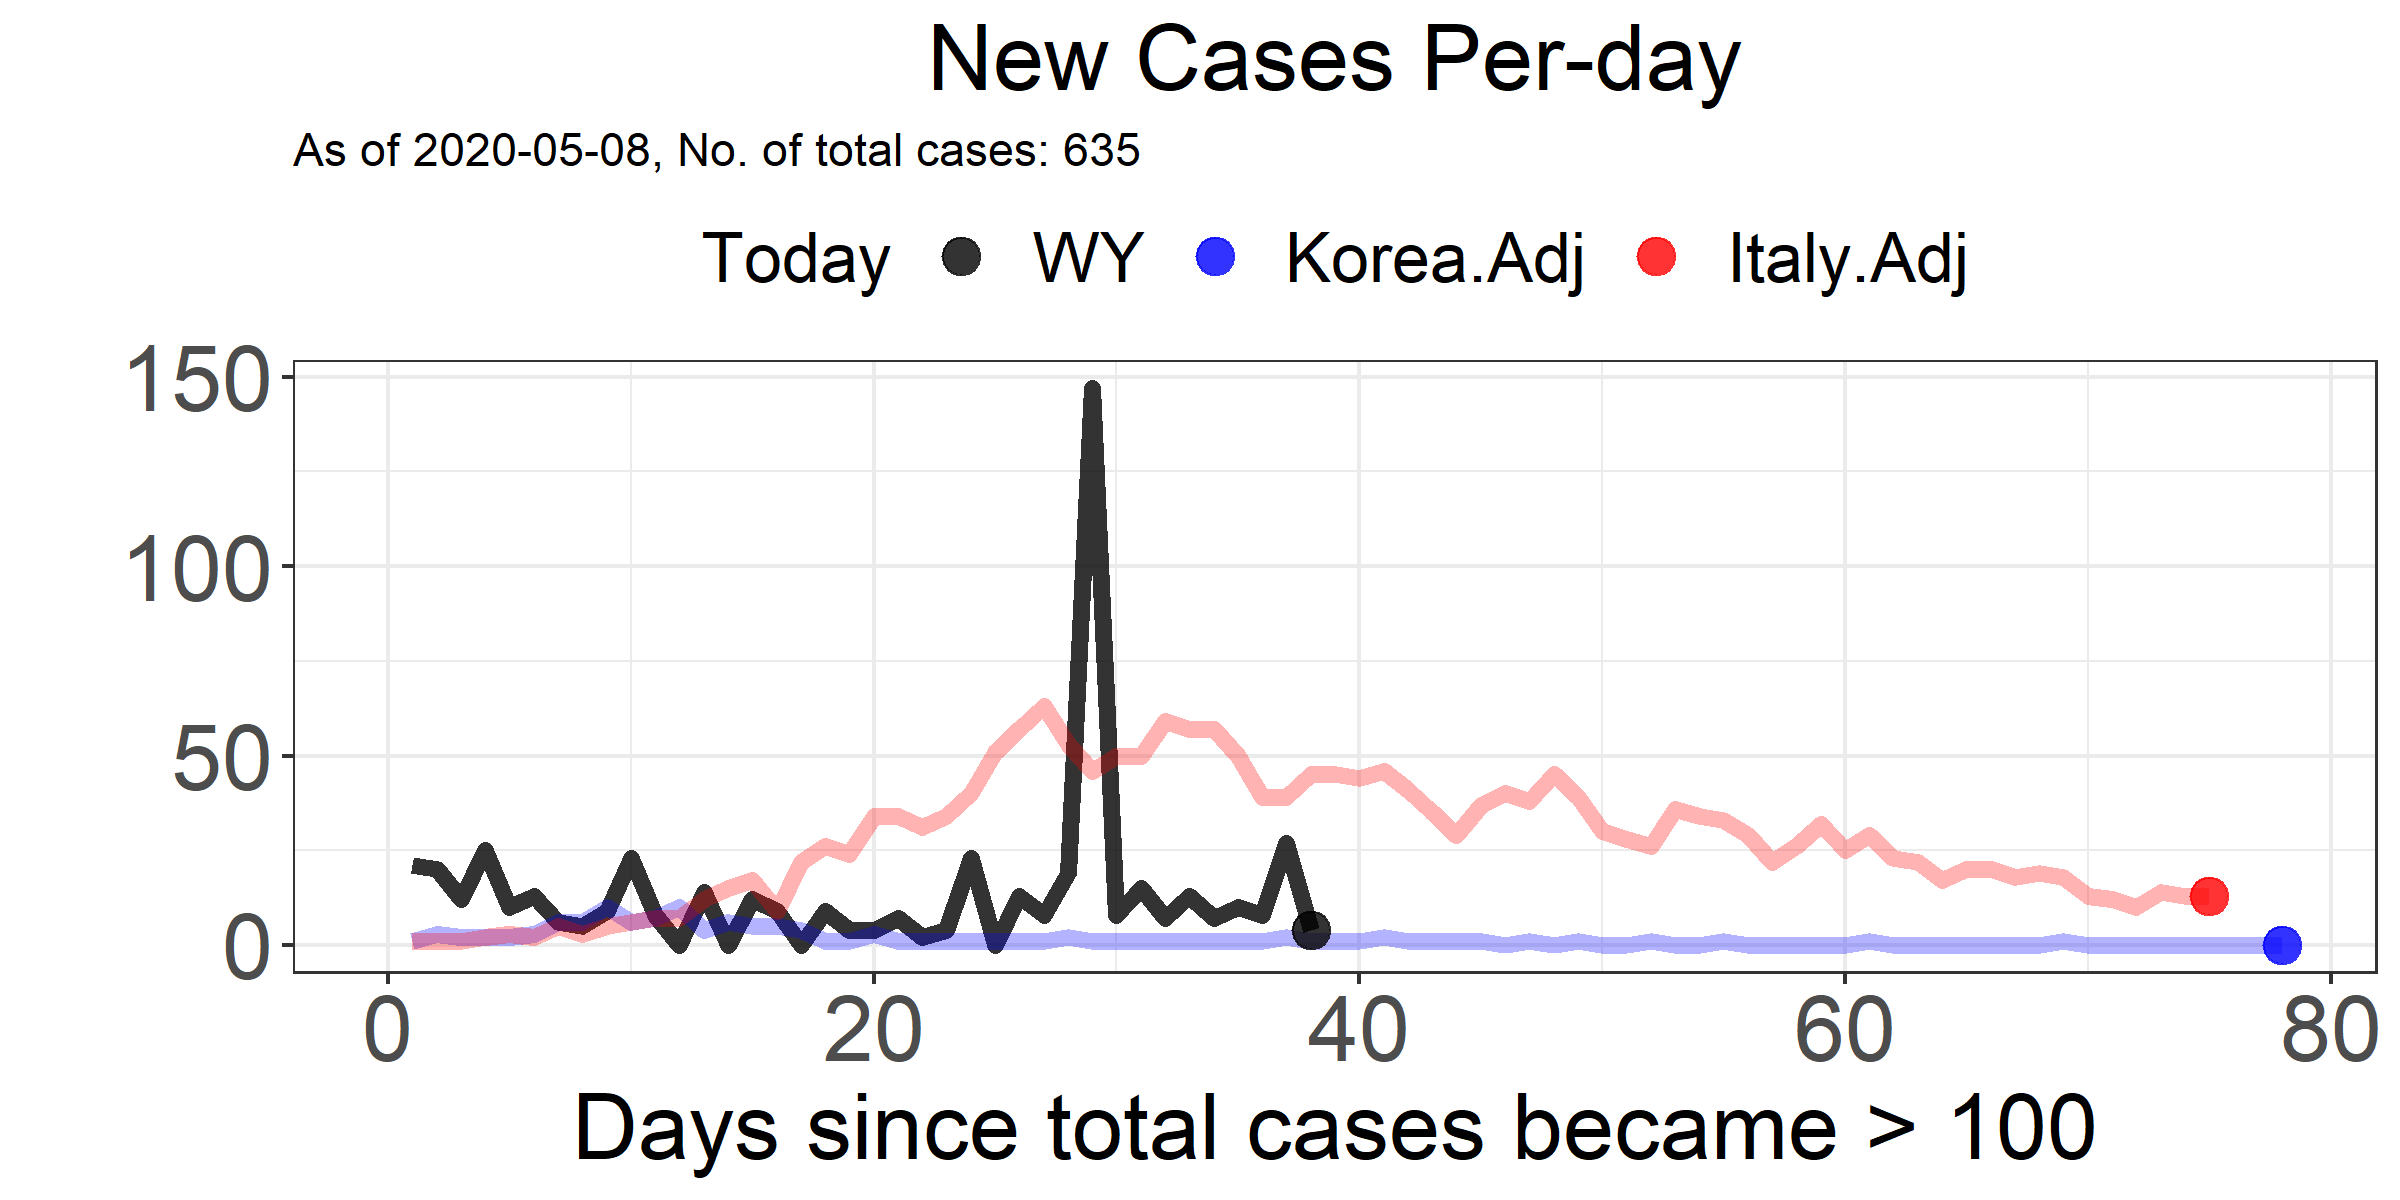 New Cases Per-day
As of 2020-05-08, No. of total cases: 635
Today WY Korea.Adj Italy.Adj
150
100
50
0
0 20 40 60 80
Days since total cases became > 100